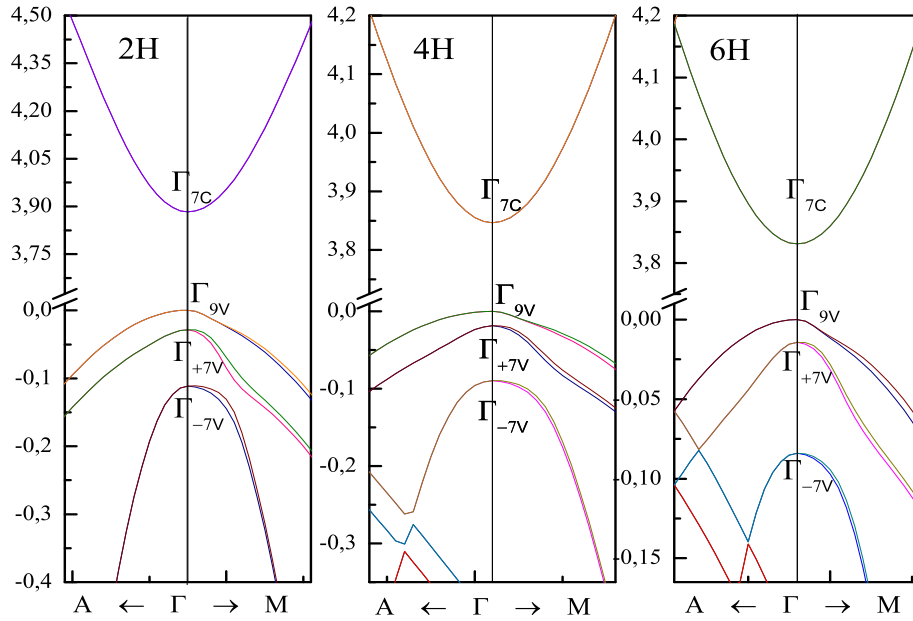 2H
4,50
4,35
4,20
4,05
3,90
3,75
0,0
-0,1
-0,2
-0,3
-0,4
Γ7C
Γ9V
Γ+7V
Γ−7V
A ← Γ → M
4H
4,2
4,1
4,0
3,9
3,8
0,0
-0,1
-0,2
-0,3
Γ7C
Γ9V
Γ+7V
Γ−7V
A ← Γ → M
6H
4,2
4,1
4,0
3,9
3,8
0,00
-0,05
-0,10
-0,15
Γ7C
Γ9V
Γ+7V
Γ−7V
A ← Γ → M